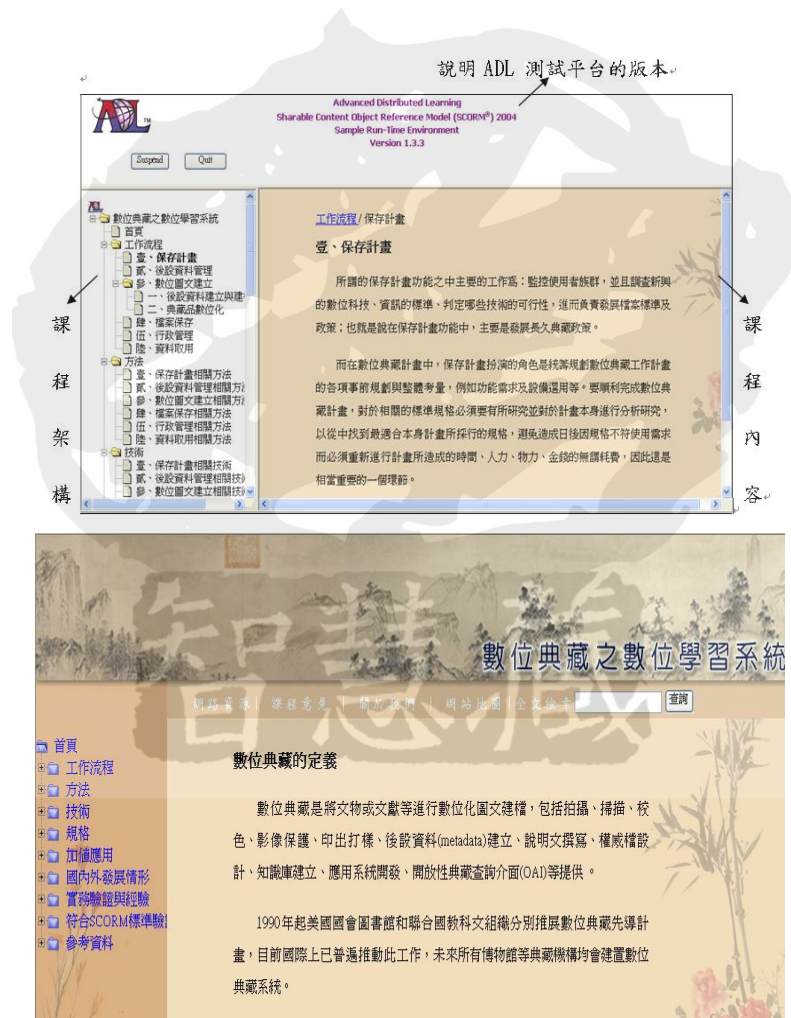 說明 ADL 測試平台的版本
ADL TM
Advanced Distributed Learning
Sharable Content Object Reference Model (SCORM®) 2004
Sample Run-Time Environment
Version 1.3.3
Suspend Quit
課程架構
ADL
數位典藏之數位學習系統
首頁
工作流程
壹、保存計畫
貳、後設資料管理
參、數位圖文建立
一、後設資料建立與建
二、典藏品數位化
肆、檔案保存
伍、行政管理
陸、資料取用
方法
壹、保存計畫相關方法
貳、後設資料管理相關方法
參、數位圖文建立相關方法
肆、檔案保存相關方法
伍、行政管理相關方法
陸、資料取用相關方法
技術
壹、保存計畫相關技術
貳、後設資料管理相關技術
參、數位圖文建立相關技術
工作流程/ 保存計畫
壹、保存計畫
所謂的保存計畫功能之中主要的工作為：監控使用者族群，並且調查新興
的數位科技、資訊的標準、判定哪些技術的可行性，進而負責發展檔案標準及
政策；也就是說在保存計畫功能中，主要是發展長久典藏政策。
而在數位典藏計畫中，保存計畫扮演的角色是統籌規劃數位典藏工作計畫
的各項事前規劃與整體考量，例如功能需求及設備選用等。要順利完成數位典
藏計畫，對於相關的標準規格必須要有所研究並對於計畫本身進行分析研究，
以從中找到最適合本身計畫所採行的規格，避免造成日後因規格不符使用需求
而必須重新進行計畫所造成的時間、人力、物力、金錢的無謂耗費，因此這是
相當重要的一個環節。
課程內容
智慧藏
數位典藏之數位學習系統
網路資源| 課程意見 | 關於我們 | 網站地圖|全文檢索 查詢
首頁
工作流程
方法
技術
規格
加值應用
國內外發展情形
實務驗證與經驗
符合SCORM標準驗證
參考資料
數位典藏的定義
數位典藏是將文物或文獻等進行數位化圖文建檔，包括拍攝、掃描、校
色、影像保護、印出打樣、後設資料(metadata)建立、說明文撰寫、權威檔設
計、知識庫建立、應用系統開發、開放性典藏查詢介面(OAI)等提供 。
1990年起美國國會圖書館和聯合國教科文組織分別推展數位典藏先導計
畫，目前國際上已普遍推動此工作，未來所有博物館等典藏機構均會建置數位
典藏系統。